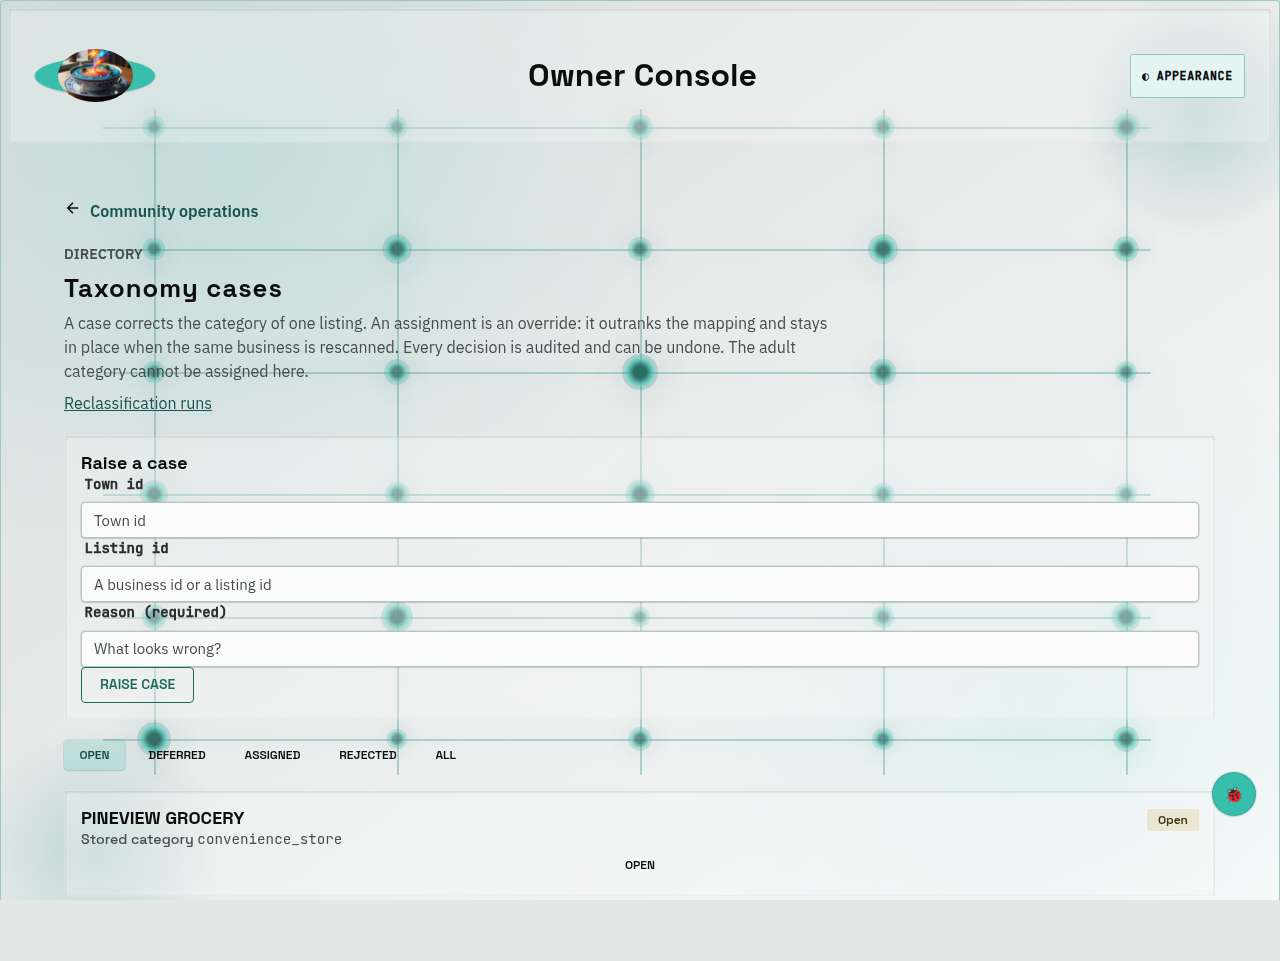 Owner Console
◐ APPEARANCE
← Community operations
DIRECTORY
Taxonomy cases
A case corrects the category of one listing. An assignment is an override: it outranks the mapping and stays
in place when the same business is rescanned. Every decision is audited and can be undone. The adult
category cannot be assigned here.
Reclassification runs
Raise a case
Town id
Town id
Listing id
A business id or a listing id
Reason (required)
What looks wrong?
RAISE CASE
OPEN DEFERRED ASSIGNED REJECTED ALL
PINEVIEW GROCERY
Open
Stored category convenience_store
OPEN